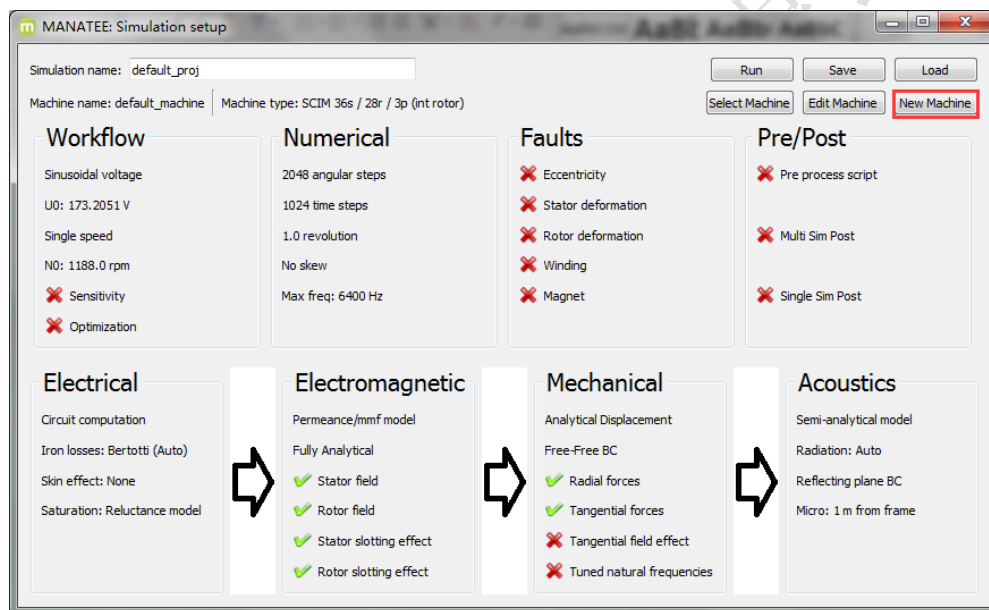 MANATEE: Simulation setup
Simulation name: default_proj Run Save Load
Machine name: default_machine Machine type: SCIM 36s / 28r / 3p (int rotor) Select Machine Edit Machine New Machine
Workflow
Sinusoidal voltage
U0: 173.2051 V
Single speed
N0: 1188.0 rpm
Sensitivity
Optimization
Numerical
2048 angular steps
1024 time steps
1.0 revolution
No skew
Max freq: 6400 Hz
Faults
Eccentricity
Stator deformation
Rotor deformation
Winding
Magnet
Pre/Post
Pre process script
Multi Sim Post
Single Sim Post
Electrical
Circuit computation
Iron losses: Bertotti (Auto)
Skin effect: None
Saturation: Reluctance model
Electromagnetic
Permeance/mmf model
Fully Analytical
Stator field
Rotor field
Stator slotting effect
Rotor slotting effect
Mechanical
Analytical Displacement
Free-Free BC
Radial forces
Tangential forces
Tangential field effect
Tuned natural frequencies
Acoustics
Semi-analytical model
Radiation: Auto
Reflecting plane BC
Micro: 1 m from frame